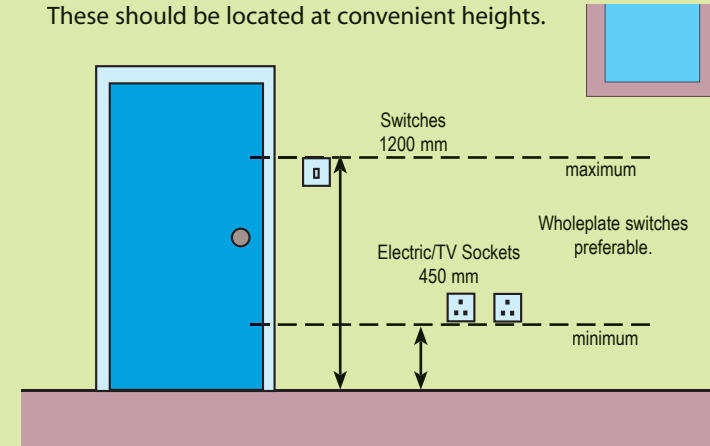 These should be located at convenient heights.
Switches
1200 mm
maximum
Wholeplate switches
preferable.
Electric/TV Sockets
450 mm
minimum